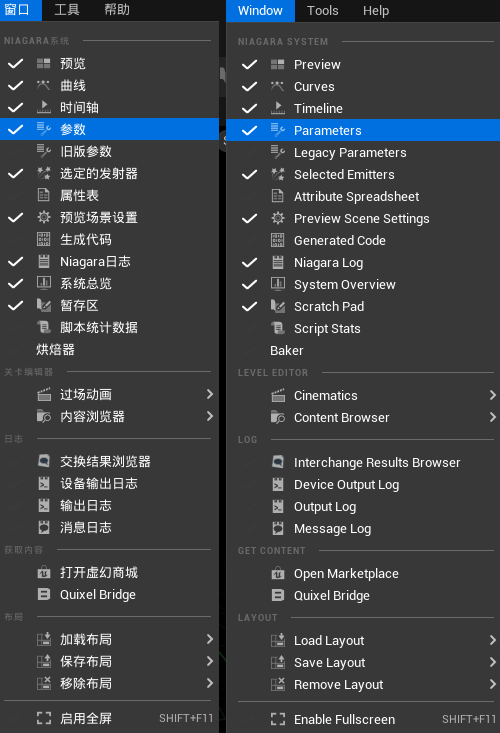 窗口 工具 帮助
NIAGARA系统
预览
曲线
时间轴
参数
旧版参数
选定的发射器
属性表
预览场景设置
生成代码
Niagara日志
系统总览
暂存区
脚本统计数据
烘焙器
关卡编辑器
过场动画
内容浏览器
日志
交换结果浏览器
设备输出日志
输出日志
消息日志
获取内容
打开虚幻商城
Quixel Bridge
布局
加载布局
保存布局
移除布局
启用全屏 SHIFT+F11
Window Tools Help
NIAGARA SYSTEM
Preview
Curves
Timeline
Parameters
Legacy Parameters
Selected Emitters
Attribute Spreadsheet
Preview Scene Settings
Generated Code
Niagara Log
System Overview
Scratch Pad
Script Stats
Baker
LEVEL EDITOR
Cinematics
Content Browser
LOG
Interchange Results Browser
Device Output Log
Output Log
Message Log
GET CONTENT
Open Marketplace
Quixel Bridge
LAYOUT
Load Layout
Save Layout
Remove Layout
Enable Fullscreen SHIFT+F11